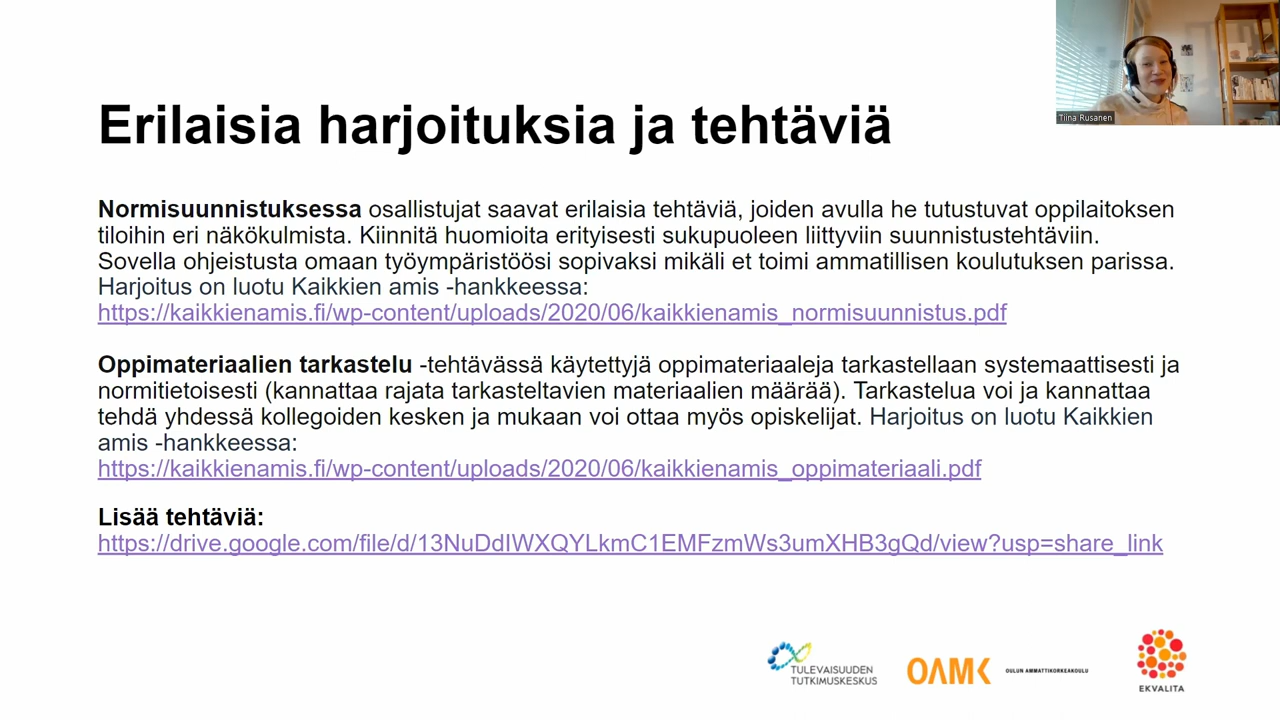 Erilaisia harjoituksia ja tehtäviä
Tiina Rusanen
Normisuunnistuksessa osallistujat saavat erilaisia tehtäviä, joiden avulla he tutustuvat oppilaitoksen
tiloihin eri näkökulmista. Kiinnitä huomioita erityisesti sukupuoleen liittyviin suunnistustehtäviin.
Sovella ohjeistusta omaan työympäristöösi sopivaksi mikäli et toimi ammatillisen koulutuksen parissa.
Harjoitus on luotu Kaikkien amis -hankkeessa:
https://kaikkienamis.fi/wp-content/uploads/2020/06/kaikkienamis_normisuunnistus.pdf
Oppimateriaalien tarkastelu -tehtävässä käytettyjä oppimateriaaleja tarkastellaan systemaattisesti ja
normitietoisesti (kannattaa rajata tarkasteltavien materiaalien määrää). Tarkastelua voi ja kannattaa
tehdä yhdessä kollegoiden kesken ja mukaan voi ottaa myös opiskelijat. Harjoitus on luotu Kaikkien
amis -hankkeessa:
https://kaikkienamis.fi/wp-content/uploads/2020/06/kaikkienamis_oppimateriaali.pdf
Lisää tehtäviä:
https://drive.google.com/file/d/13NuDdIWXQYLkmC1EMFzmWs3umXHB3gQd/view?usp=share_link
TULEVAISUUDEN
TUTKIMUSKESKUS
OAMK
OULUN AMMATTIKORKEAKOULU
EKVALITA